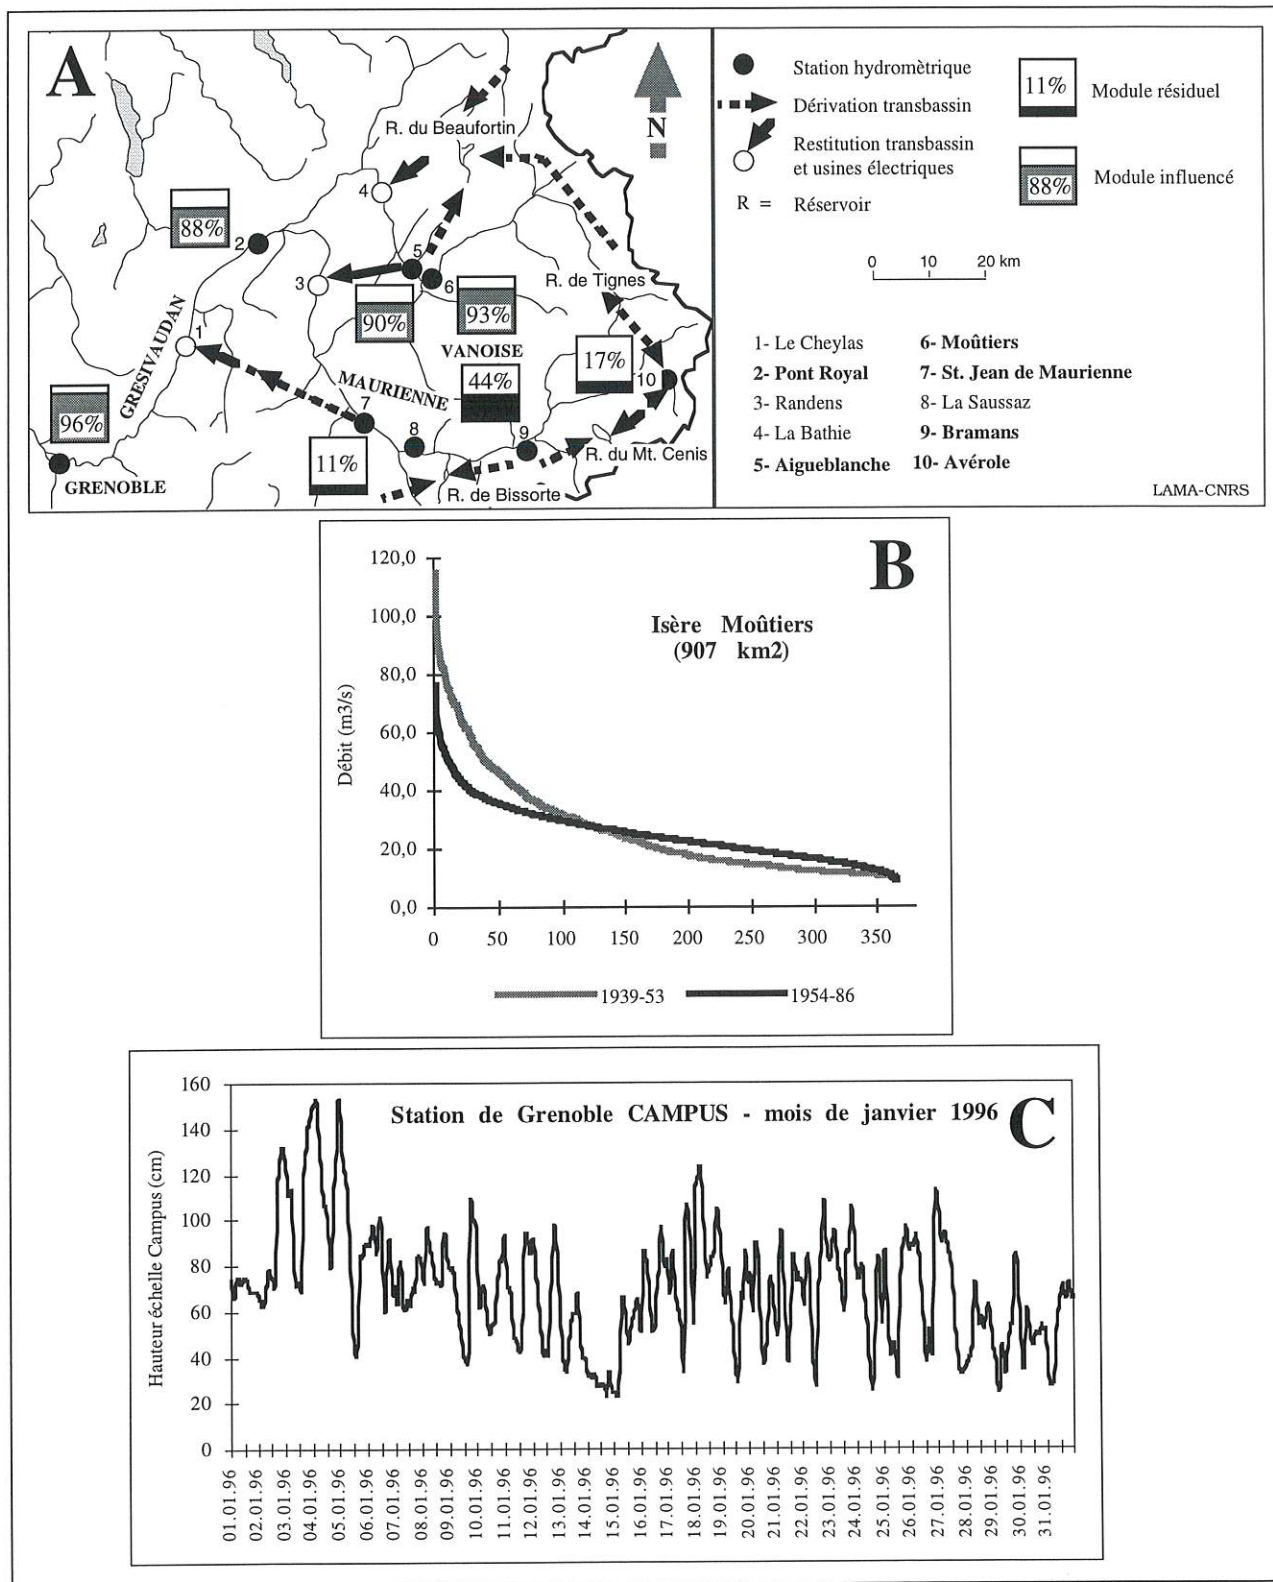 A
N
R. du Beaufortin
4
88%
2
5
3
6
R. de Tignes
90%
93%
VANOISE
17%
10
1
GRESIVAUDAN
MAURIENNE
44%
7
8
9
96%
11%
R. du Mt. Cenis
R. de Bissorte
GRENOBLE
Station hydromètrique
Dérivation transbassin
Restitution transbassin
et usines électriques
R = Réservoir
11% Module résiduel
88% Module influencé
0 10 20 km
1- Le Cheylas
2- Pont Royal
3- Randens
4- La Bathie
5- Aigueblanche
6- Moûtiers
7- St. Jean de Maurienne
8- La Saussaz
9- Bramans
10- Avérole
LAMA-CNRS
B
Isère Moûtiers
(907 km2)
Débit (m3/s)
120,0
100,0
80,0
60,0
40,0
20,0
0,0
0 50 100 150 200 250 300 350
1939-53 1954-86
C
Station de Grenoble CAMPUS - mois de janvier 1996
Hauteur échelle Campus (cm)
160
140
120
100
80
60
40
20
0
01.01.96
02.01.96
03.01.96
04.01.96
05.01.96
06.01.96
07.01.96
08.01.96
09.01.96
10.01.96
11.01.96
12.01.96
13.01.96
14.01.96
15.01.96
16.01.96
17.01.96
18.01.96
19.01.96
20.01.96
21.01.96
22.01.96
23.01.96
24.01.96
25.01.96
26.01.96
27.01.96
28.01.96
29.01.96
30.01.96
31.01.96